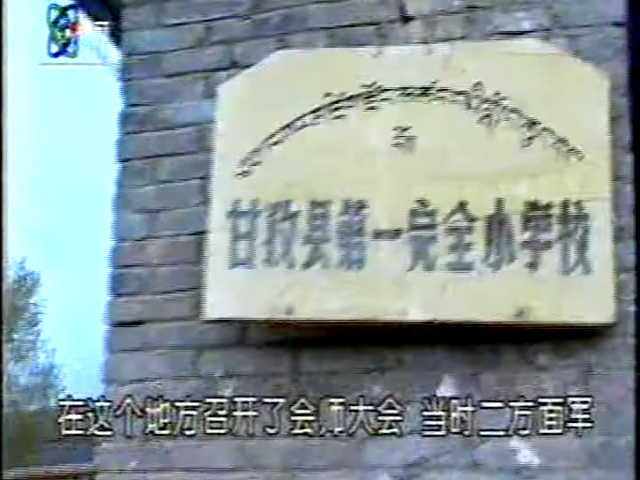 甘孜县第一完全小学校
在这个地方召开了会师大会 当时二方面军